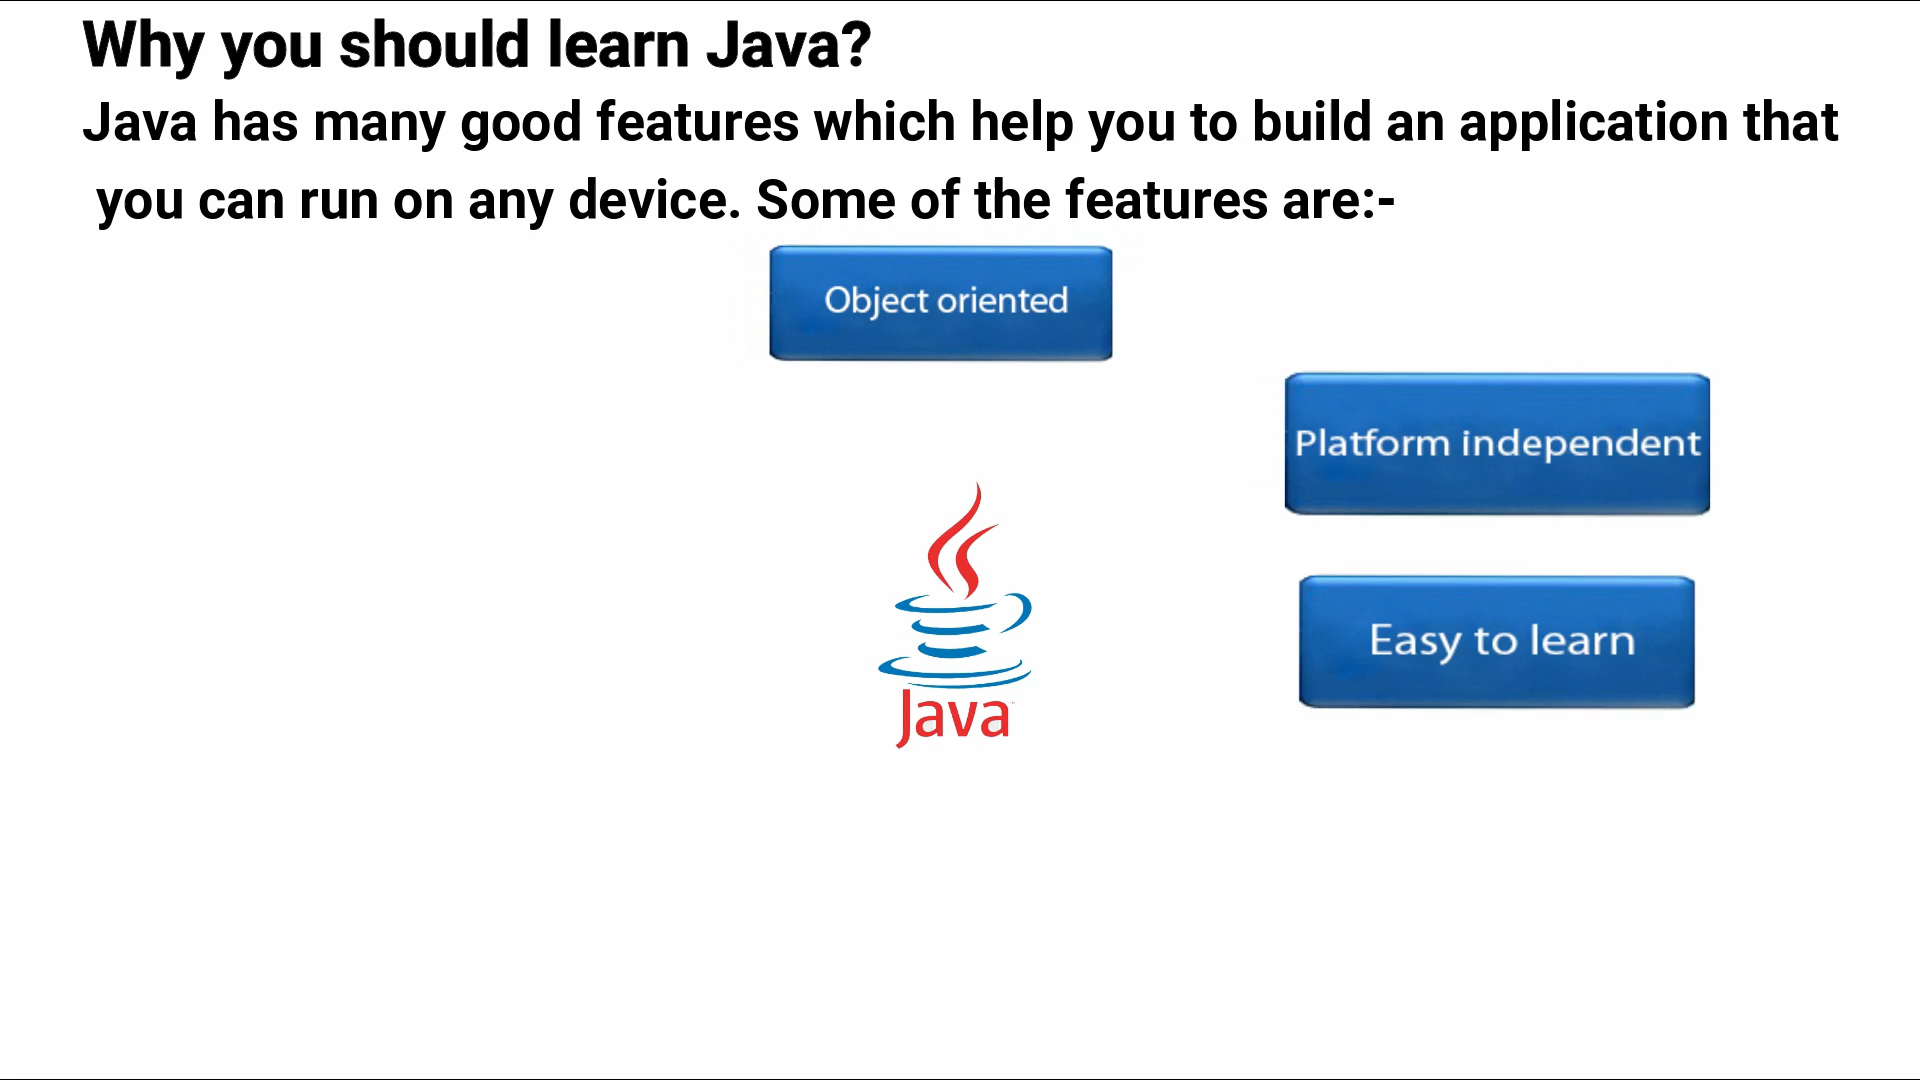 Why you should learn Java?
Java has many good features which help you to build an application that
you can run on any device. Some of the features are:-
Object oriented
Platform independent
Easy to learn
Java